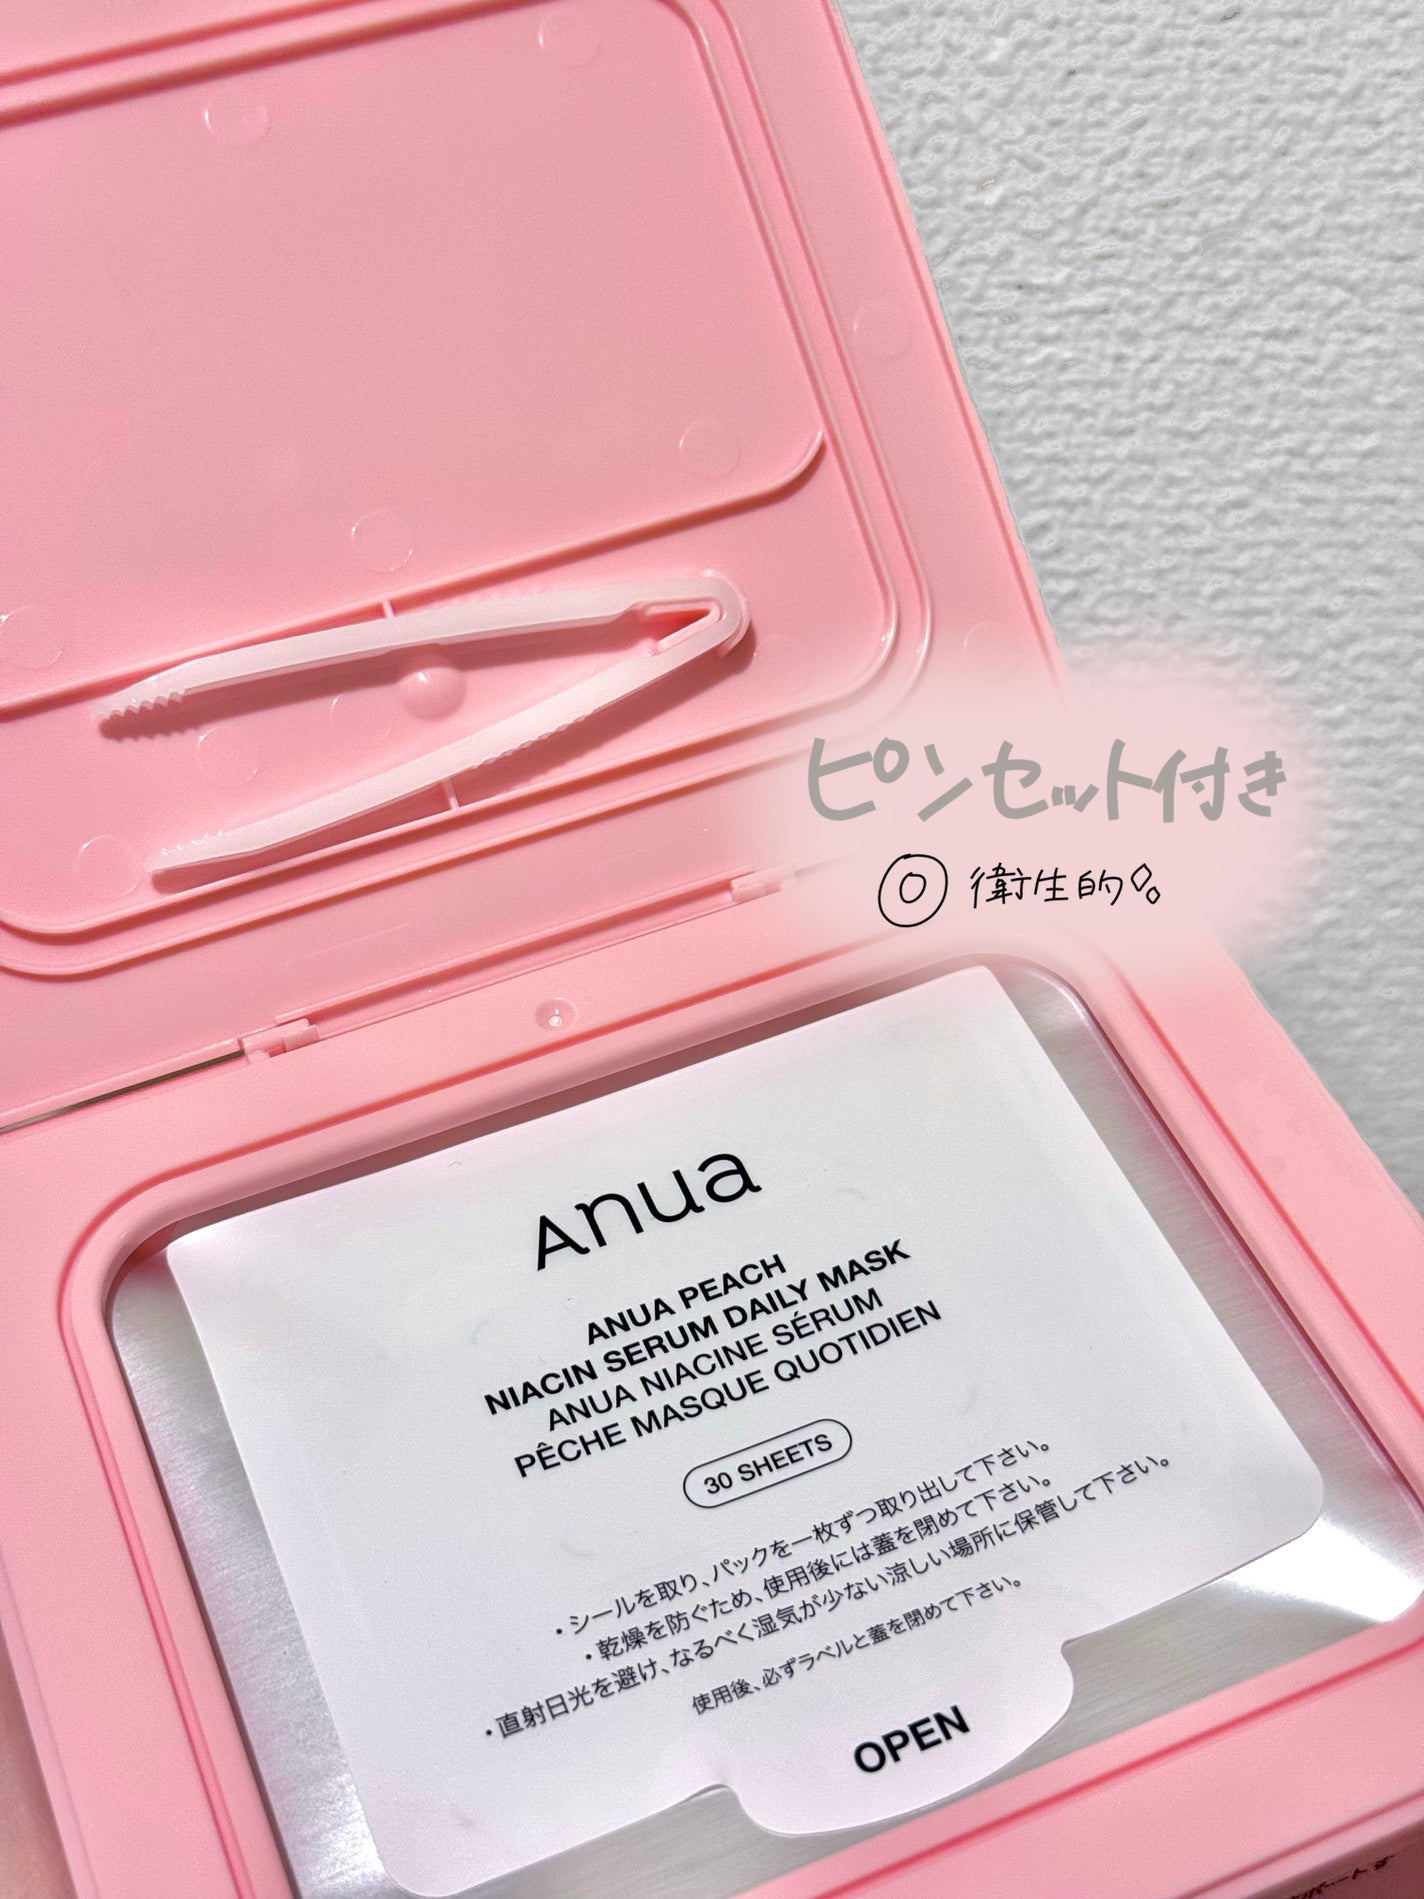 ピンセット付き
◎ 衛生的
Anua
ANUA PEACH
NIACIN SERUM DAILY MASK
ANUA NIACINE SÉRUM
PÊCHE MASQUE QUOTIDIEN
30 SHEETS
・シールを取り、パックを一枚ずつ取り出して下さい。
・乾燥を防ぐため、使用後には蓋を閉めて下さい。
・直射日光を避け、なるべく湿気が少ない涼しい場所に保管して下さい。
使用後、必ずラベルと蓋を閉めて下さい。
OPEN